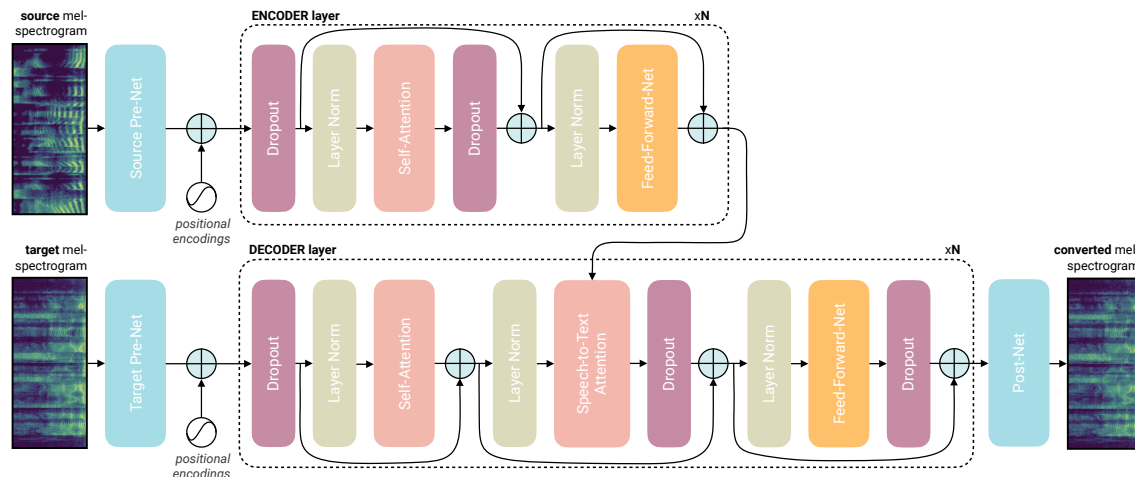 source mel-
spectrogram
ENCODER layer
xN
Source Pre-Net
Dropout
Layer Norm
Self-Attention
Dropout
Layer Norm
Feed-Forward-Net
positional
encodings
target mel-
spectrogram
DECODER layer
xN
converted mel-
spectrogram
Target Pre-Net
Dropout
Layer Norm
Self-Attention
Layer Norm
Speech-to-Text
Attention
Dropout
Layer Norm
Feed-Forward-Net
Dropout
Post-Net
positional
encodings